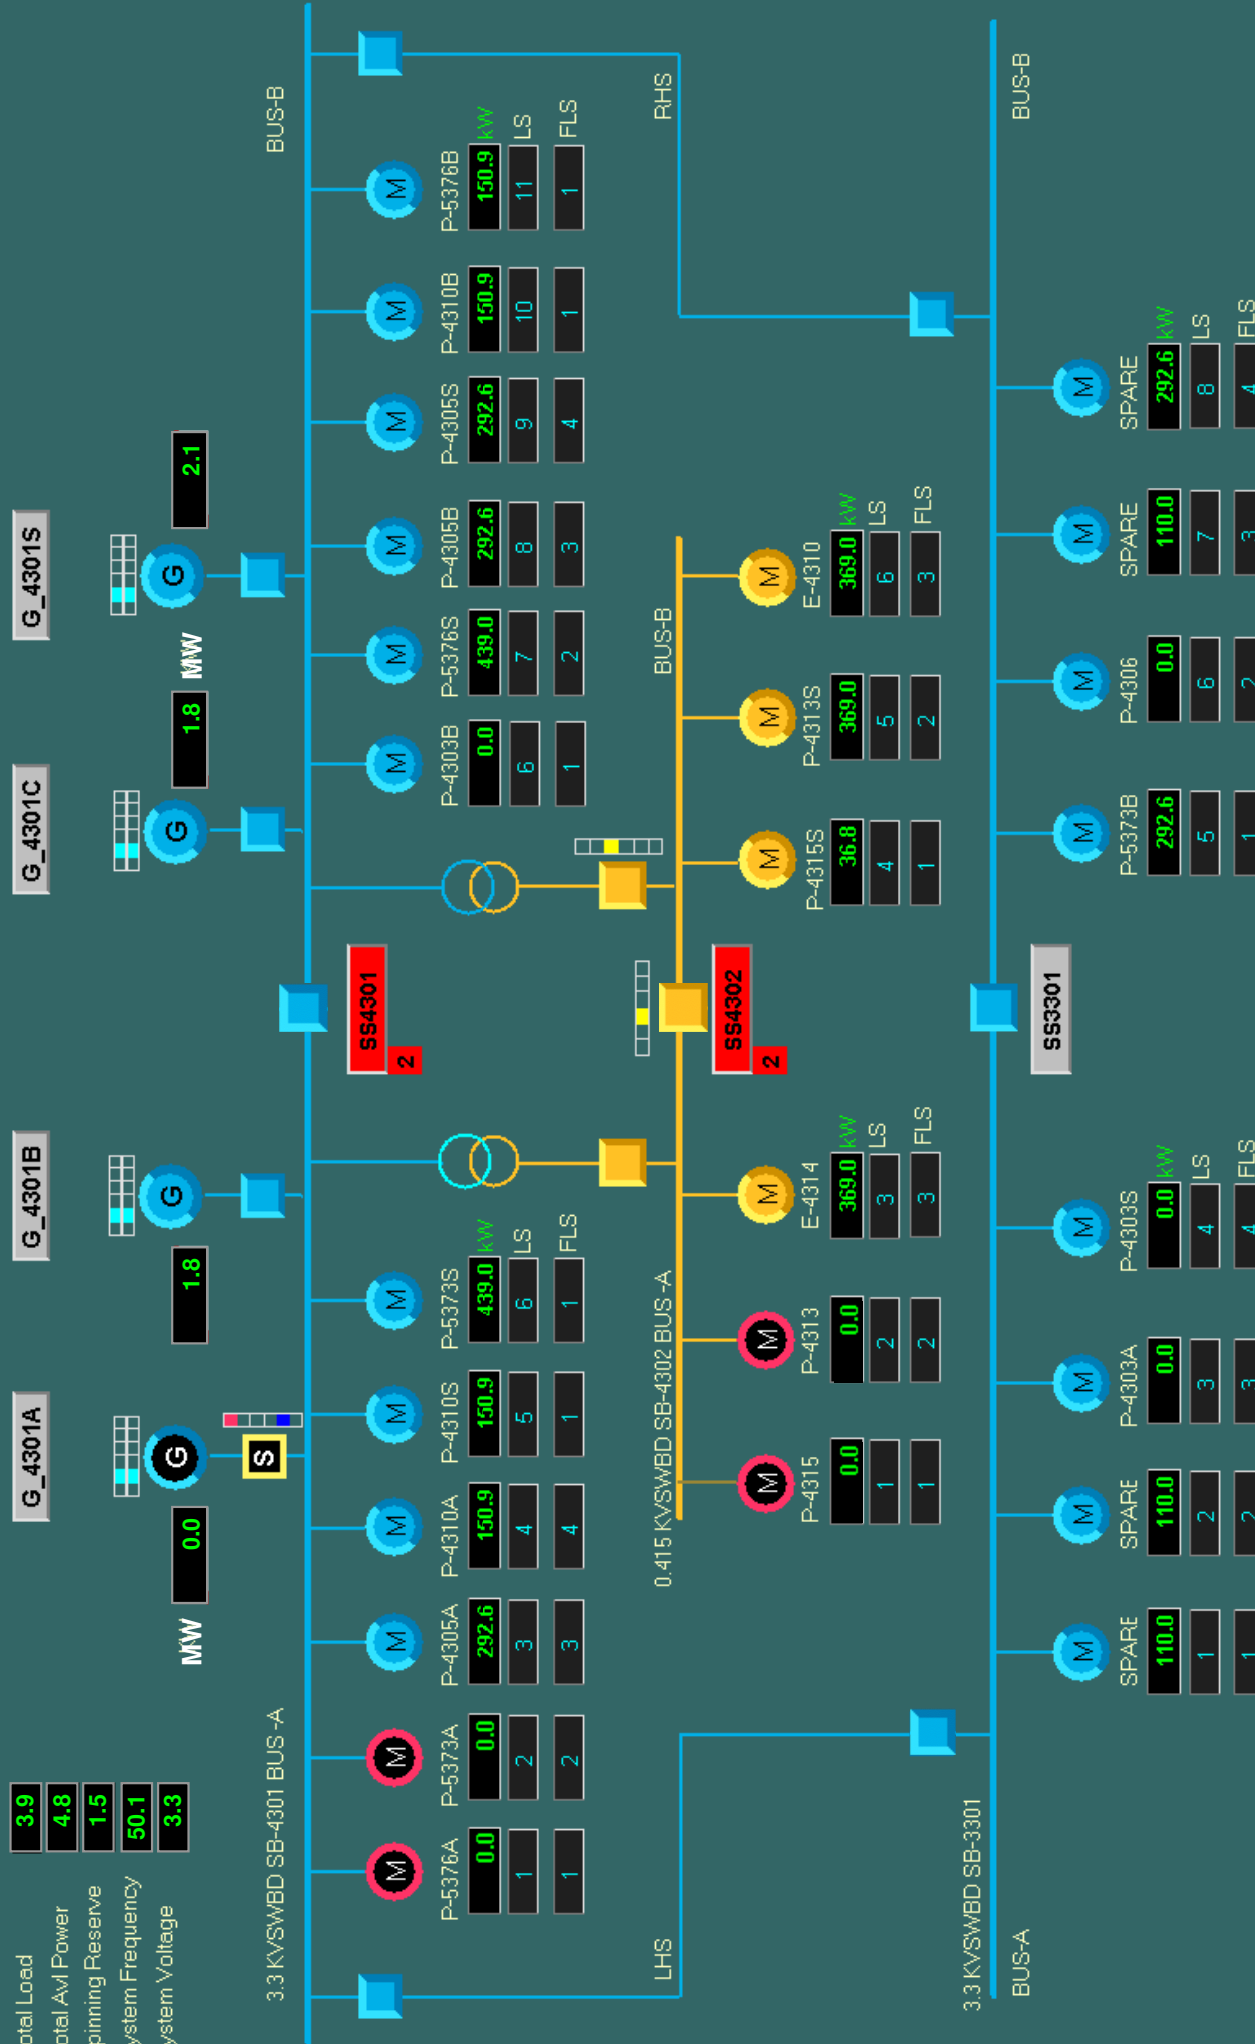 otal Load 3.9
otal Avl Power 4.8
pinning Reserve 1.5
ystem Frequency 50.1
ystem Voltage 3.3
G_4301A G_4301B G_4301C G_4301S
MW 0.0 1.8 1.8 MW 2.1
G G G G
S
3.3 KVSWBD SB-4301 BUS -A BUS-B
M M M M M M M M M M M M
P-5376A P-5373A P-4305A P-4310A P-4310S P-5373S P-4303B P-5376S P-4305B P-4305S P-4310B P-5376B
0.0 0.0 292.6 150.9 150.9 439.0 kW 0.0 439.0 292.6 292.6 150.9 150.9 kW
1 2 3 4 5 6 LS 6 7 8 9 10 11 LS
1 2 3 4 1 1 FLS 1 2 3 4 1 1 FLS
SS4301
2
LHS 0.415 KVSWBD SB-4302 BUS -A BUS-B RHS
SS4302
2
M M M M M M
P-4315 P-4313 E-4314 P-4315S P-4313S E-4310
0.0 0.0 369.0 kW 36.8 369.0 369.0 kW
1 2 3 LS 4 5 6 LS
1 2 3 FLS 1 2 3 FLS
3.3 KVSWBD SB-3301
BUS-A BUS-B
SS3301
M M M M M M M M
SPARE SPARE P-4303A P-4303S P-5373B P-4306 SPARE SPARE
110.0 110.0 0.0 0.0 kW 292.6 0.0 110.0 292.6 kW
1 2 3 4 LS 5 6 7 8 LS
1 2 3 4 FLS 1 2 3 4 FLS